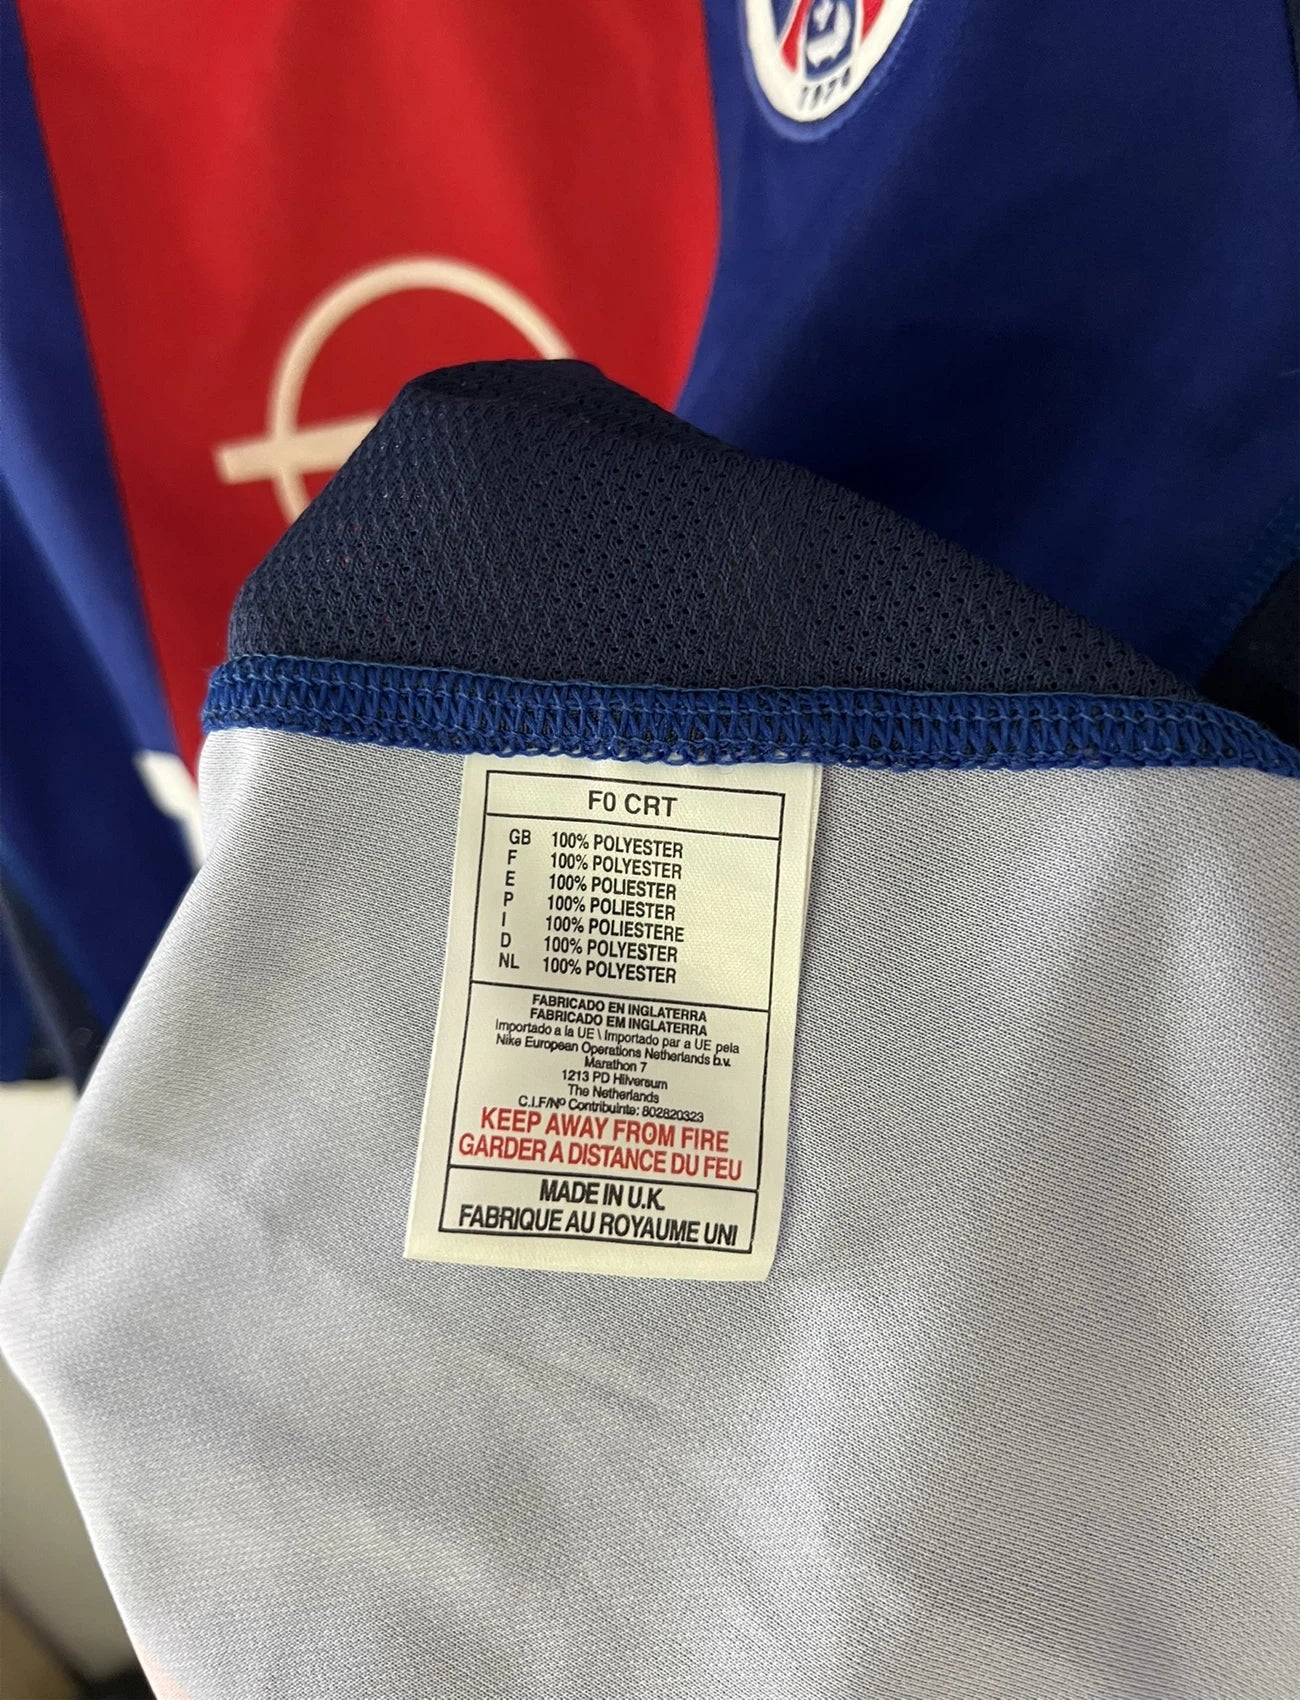 1974
F0 CRT
GB 100% POLYESTER
F 100% POLYESTER
E 100% POLIESTER
P 100% POLIESTER
I 100% POLIESTERE
D 100% POLYESTER
NL 100% POLYESTER
FABRICADO EN INGLATERRA
FABRICADO EM INGLATERRA
Importado a la UE \ Importado par a UE pela
Nike European Operations Netherlands b.v.
Marathon 7
1213 PD Hilversum
The Netherlands
C.I.F/Nº Contribuinte: 802820323
KEEP AWAY FROM FIRE
GARDER A DISTANCE DU FEU
MADE IN U.K.
FABRIQUE AU ROYAUME UNI